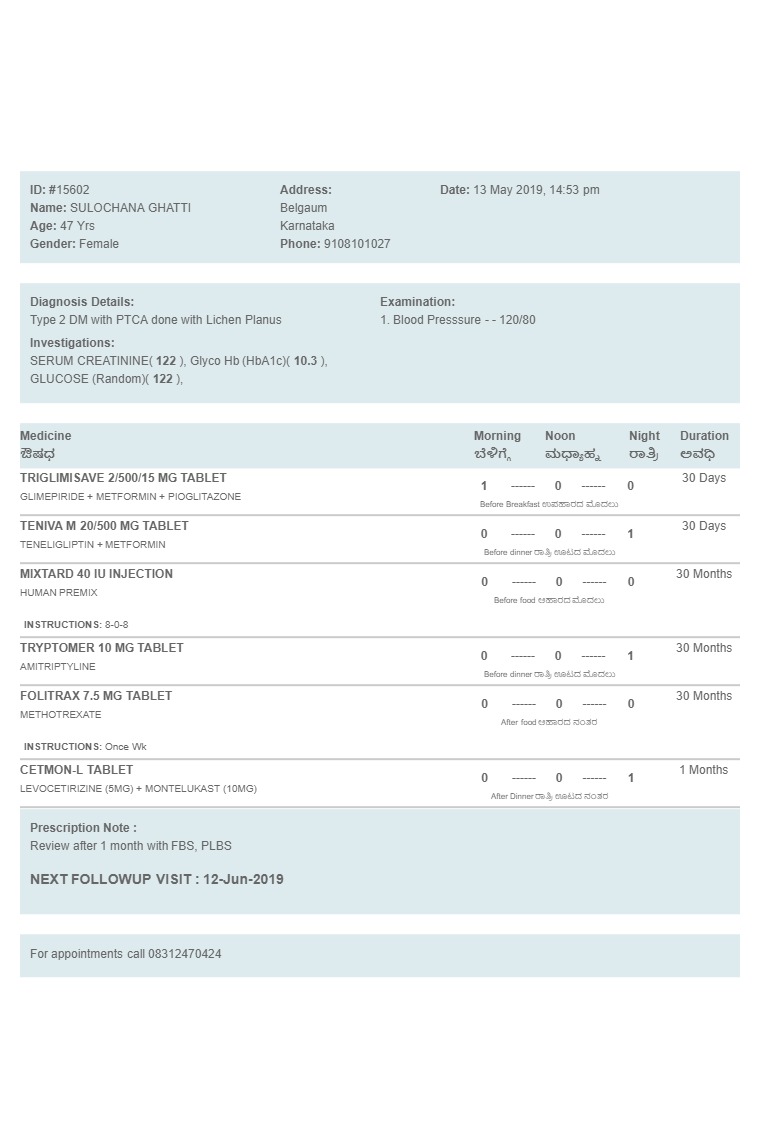 ID: #15602
Name: SULOCHANA GHATTI
Age: 47 Yrs
Gender: Female
Address:
Belgaum
Karnataka
Phone: 9108101027
Date: 13 May 2019, 14:53 pm
Diagnosis Details:
Type 2 DM with PTCA done with Lichen Planus
Investigations:
SERUM CREATININE( 122 ), Glyco Hb (HbA1c)( 10.3 ),
GLUCOSE (Random)( 122 ),
Examination:
1. Blood Presssure - - 120/80
Medicine Morning Noon Night Duration
ಔಷಧ ಬೆಳಿಗ್ಗೆ ಮಧ್ಯಾಹ್ನ ರಾತ್ರಿ ಅವಧಿ
TRIGLIMISAVE 2/500/15 MG TABLET 30 Days
1 ------ 0 ------ 0
GLIMEPIRIDE + METFORMIN + PIOGLITAZONE
Before Breakfast ಉಪಹಾರದ ಮೊದಲು
TENIVA M 20/500 MG TABLET 30 Days
0 ------ 0 ------ 1
TENELIGLIPTIN + METFORMIN
Before dinner ರಾತ್ರಿ ಊಟದ ಮೊದಲು
MIXTARD 40 IU INJECTION 30 Months
0 ------ 0 ------ 0
HUMAN PREMIX
Before food ಆಹಾರದ ಮೊದಲು
INSTRUCTIONS: 8-0-8
TRYPTOMER 10 MG TABLET 30 Months
0 ------ 0 ------ 1
AMITRIPTYLINE
Before dinner ರಾತ್ರಿ ಊಟದ ಮೊದಲು
FOLITRAX 7.5 MG TABLET 30 Months
0 ------ 0 ------ 0
METHOTREXATE
After food ಆಹಾರದ ನಂತರ
INSTRUCTIONS: Once Wk
CETMON-L TABLET 1 Months
0 ------ 0 ------ 1
LEVOCETIRIZINE (5MG) + MONTELUKAST (10MG)
After Dinner ರಾತ್ರಿ ಊಟದ ನಂತರ
Prescription Note :
Review after 1 month with FBS, PLBS
NEXT FOLLOWUP VISIT : 12-Jun-2019
For appointments call 08312470424